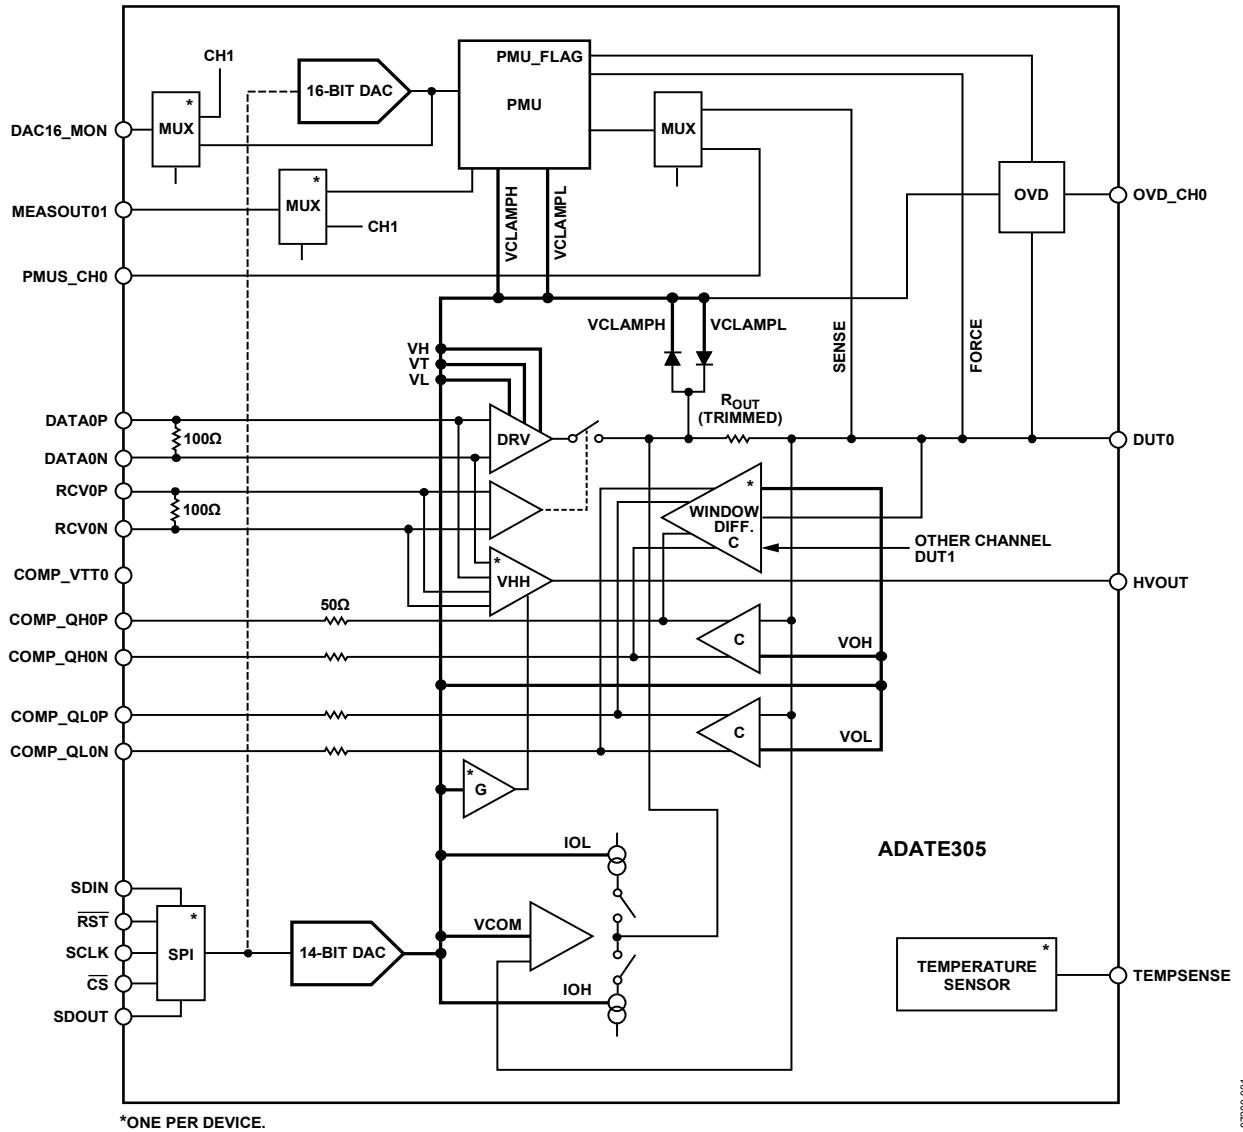 CH1
16-BIT DAC
PMU_FLAG
PMU
*
MUX
DAC16_MON
MUX
*
MUX
MEASOUT01
CH1
VCLAMPH
VCLAMPL
OVD
OVD_CH0
PMUS_CH0
VCLAMPH
VCLAMPL
SENSE
FORCE
VH
VT
VL
ROUT
(TRIMMED)
DATA0P
100Ω
DRV
DUT0
DATA0N
RCV0P
100Ω
RCV0N
*
WINDOW
DIFF.
C
OTHER CHANNEL
DUT1
COMP_VTT0
*
VHH
HVOUT
50Ω
COMP_QH0P
C
VOH
COMP_QH0N
COMP_QL0P
C
VOL
COMP_QL0N
*
G
IOL
ADATE305
SDIN
RST
SCLK
CS
SDOUT
*
SPI
14-BIT DAC
VCOM
IOH
*
TEMPERATURE
SENSOR
TEMPSENSE
*ONE PER DEVICE.